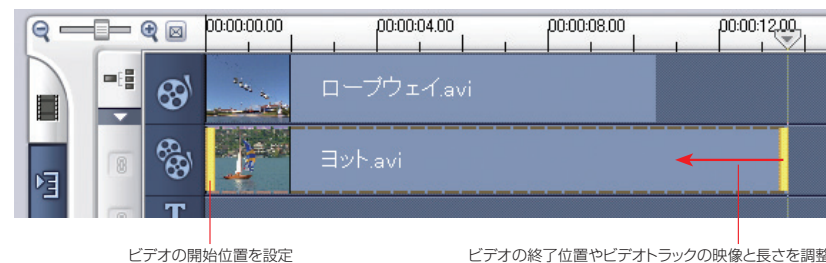 00:00:00.00 00:00:04.00 00:00:08.00 00:00:12.00
ロープウェイ.avi
ヨット.avi
T
ビデオの開始位置を設定
ビデオの終了位置やビデオトラックの映像と長さを調整